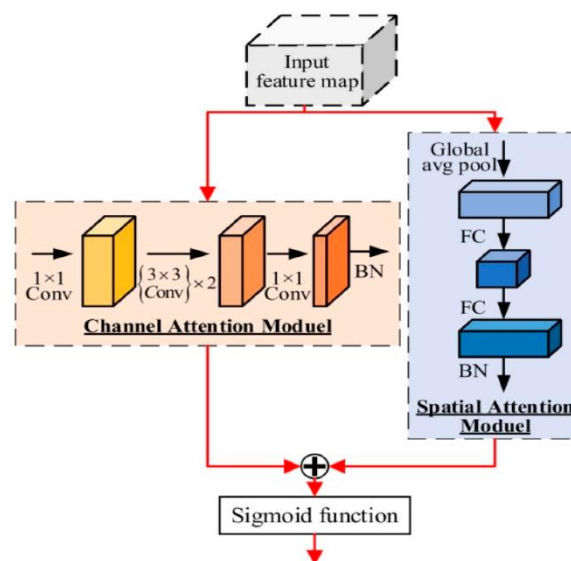 Input
feature map
Global
avg pool
FC
FC
BN
Spatial Attention
Moduel
1×1
Conv
{3×3
Conv}×2
1×1
Conv
BN
Channel Attention Moduel
+
Sigmoid function